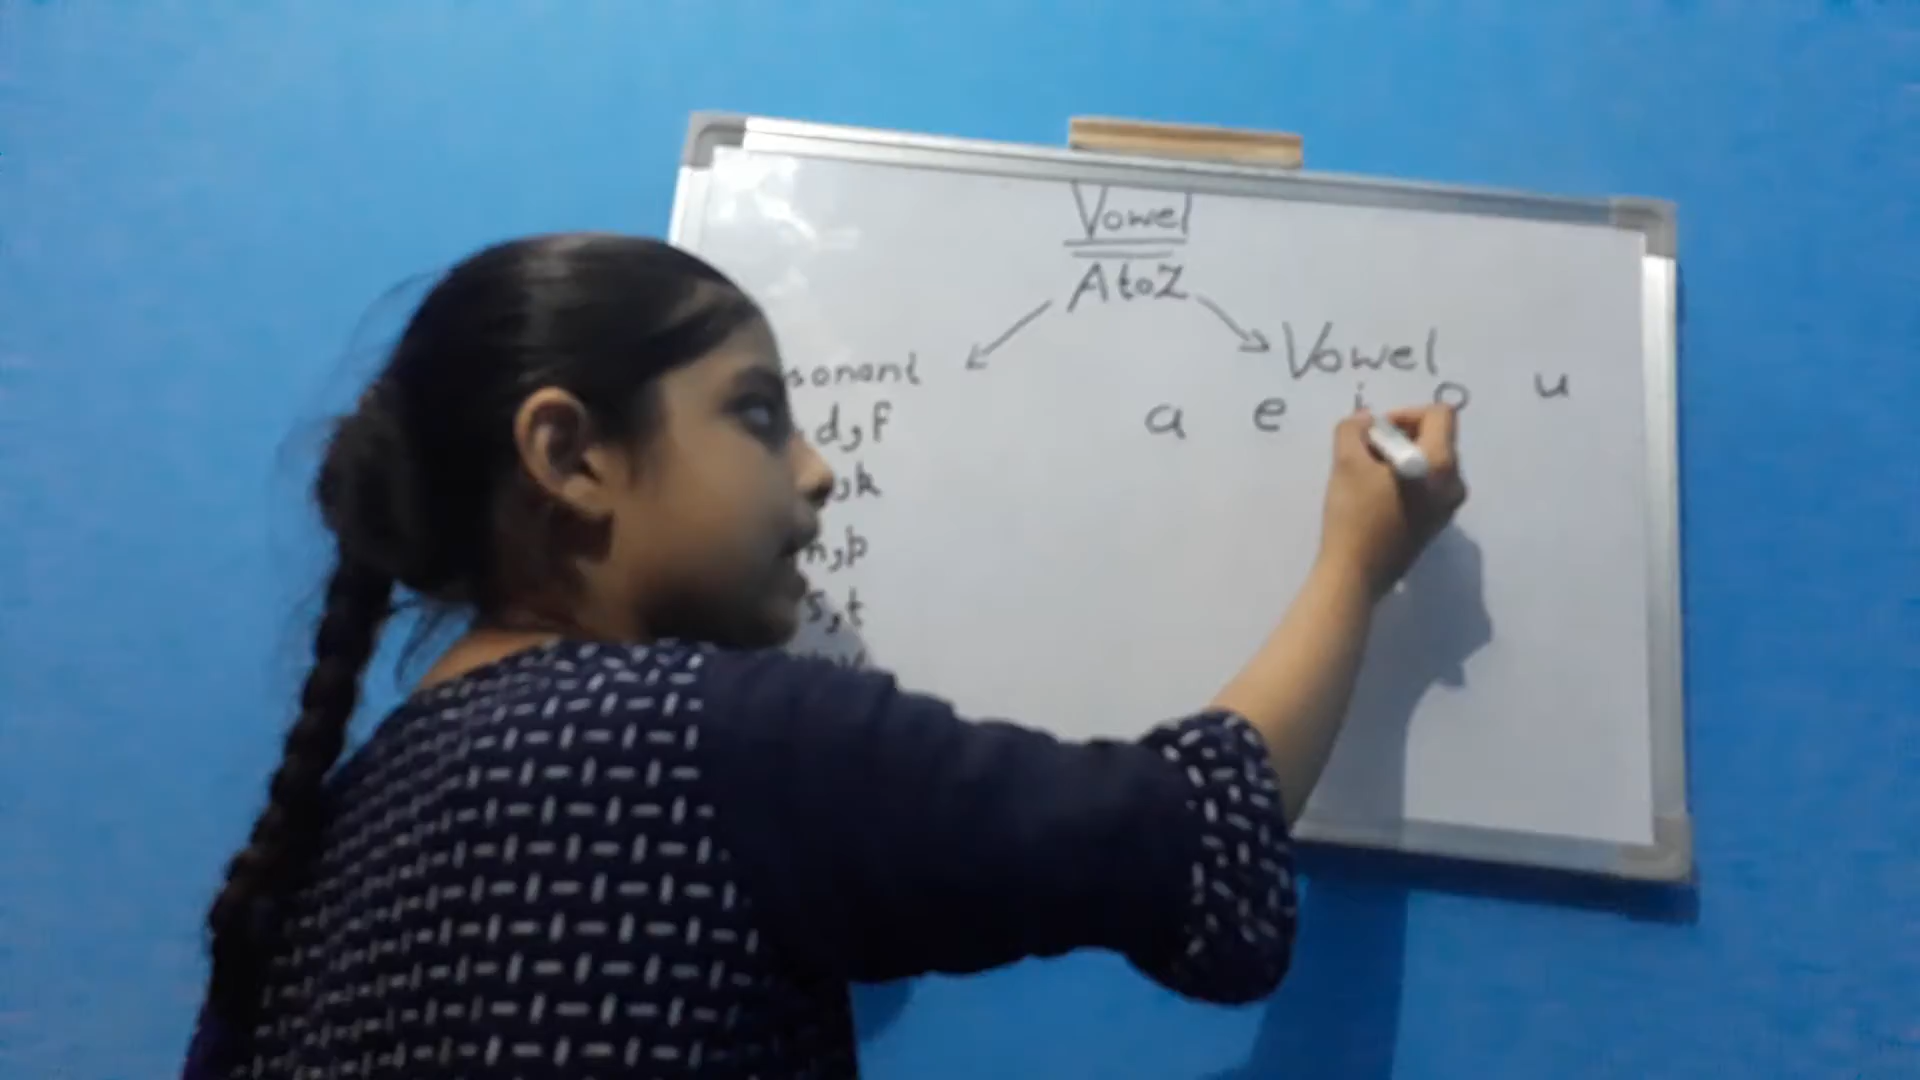 Vowel
A to Z
sonant
Vowel
a e i o u
d, f
, k
n, p
s, t